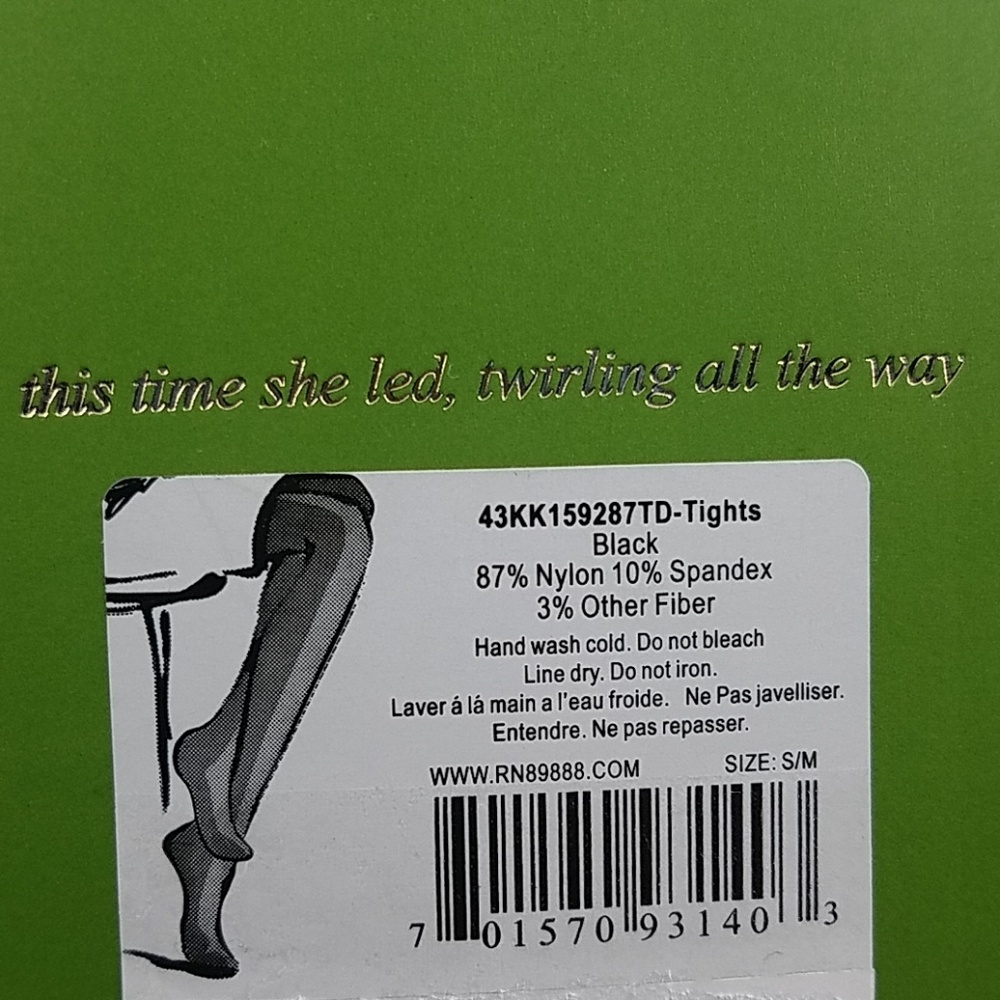 this time she led, twirling all the way
43KK159287TD-Tights
Black
87% Nylon 10% Spandex
3% Other Fiber
Hand wash cold. Do not bleach
Line dry. Do not iron.
Laver á lá main a l'eau froide. Ne Pas javelliser.
Entendre. Ne pas repasser.
WWW.RN89888.COM SIZE: S/M
7 01570 93140 3